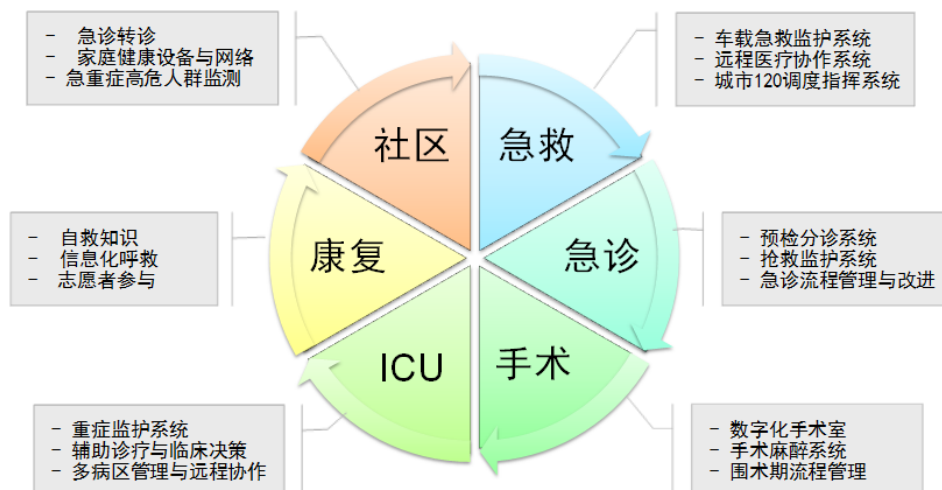 - 急诊转诊
- 家庭健康设备与网络
- 急重症高危人群监测
- 车载急救监护系统
- 远程医疗协作系统
- 城市120调度指挥系统
社区
急救
- 自救知识
- 信息化呼救
- 志愿者参与
康复
急诊
- 预检分诊系统
- 抢救监护系统
- 急诊流程管理与改进
ICU
手术
- 重症监护系统
- 辅助诊疗与临床决策
- 多病区管理与远程协作
- 数字化手术室
- 手术麻醉系统
- 围术期流程管理